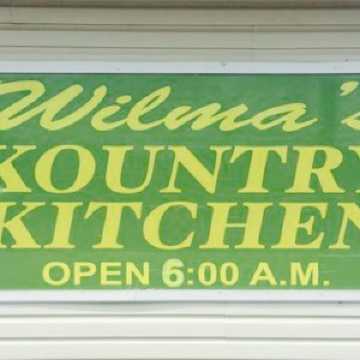 Wilma's
KOUNTRY
KITCHEN
OPEN 6:00 A.M.